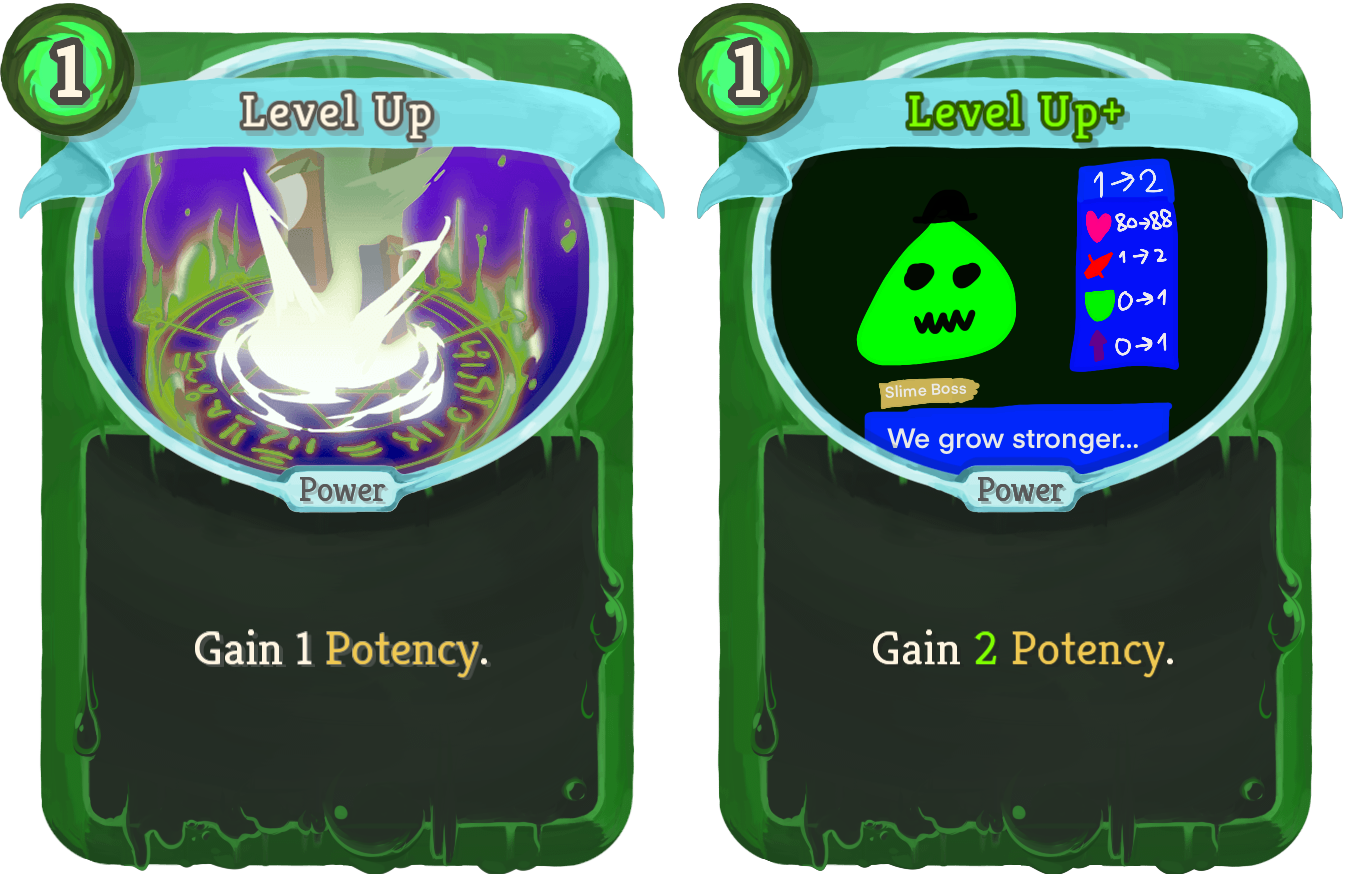 1
Level Up
Power
Gain 1 Potency.
1
Level Up+
1→2
80→88
1→2
0→1
0→1
Slime Boss
We grow stronger...
Power
Gain 2 Potency.